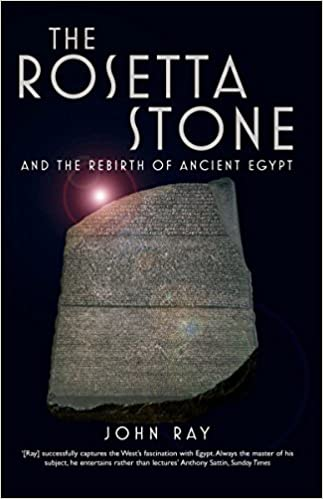 THE
ROSETTA
STONE
AND THE REBIRTH OF ANCIENT EGYPT
JOHN RAY
'[Ray] successfully captures the West's fascination with Egypt. Always the master of his
subject, he entertains rather than lectures' Anthony Sattin, Sunday Times